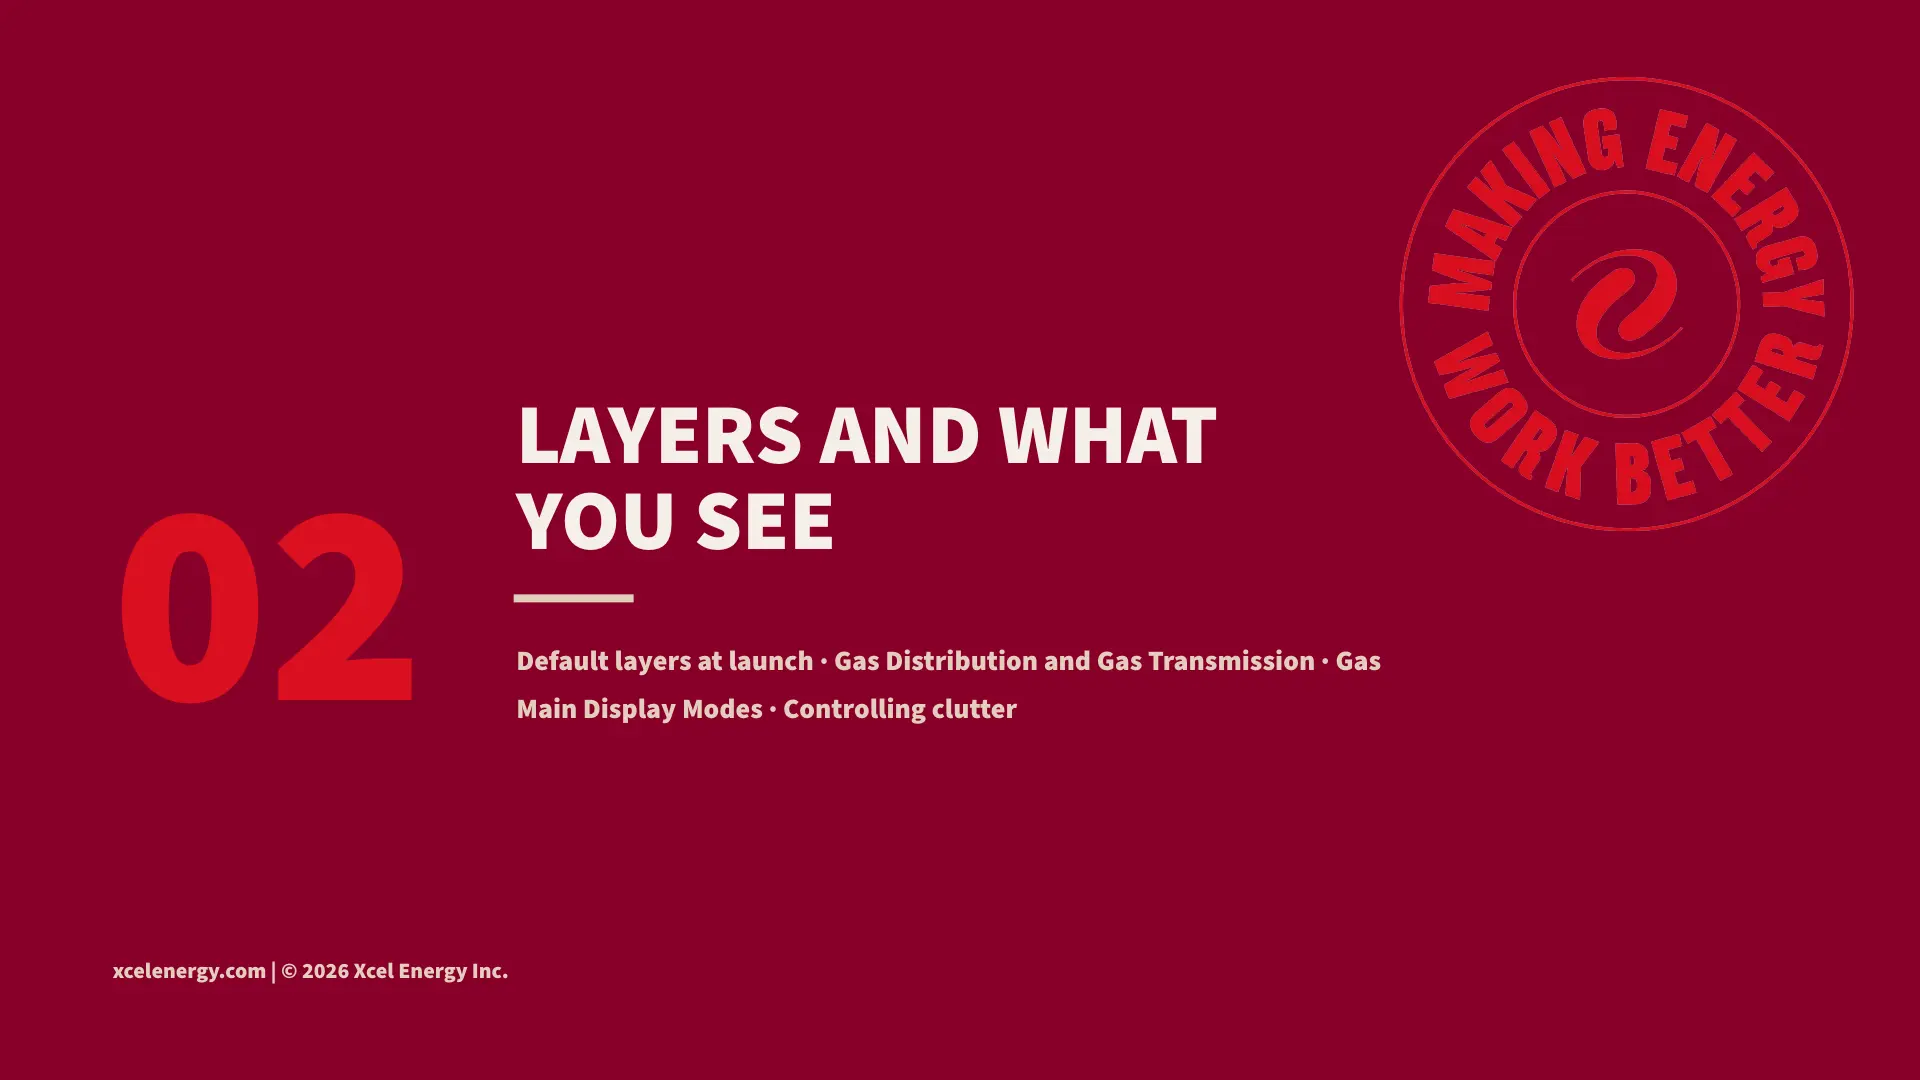 MAKING ENERGY
WORK BETTER
LAYERS AND WHAT
YOU SEE
02
Default layers at launch · Gas Distribution and Gas Transmission · Gas
Main Display Modes · Controlling clutter
xcelenergy.com | © 2026 Xcel Energy Inc.